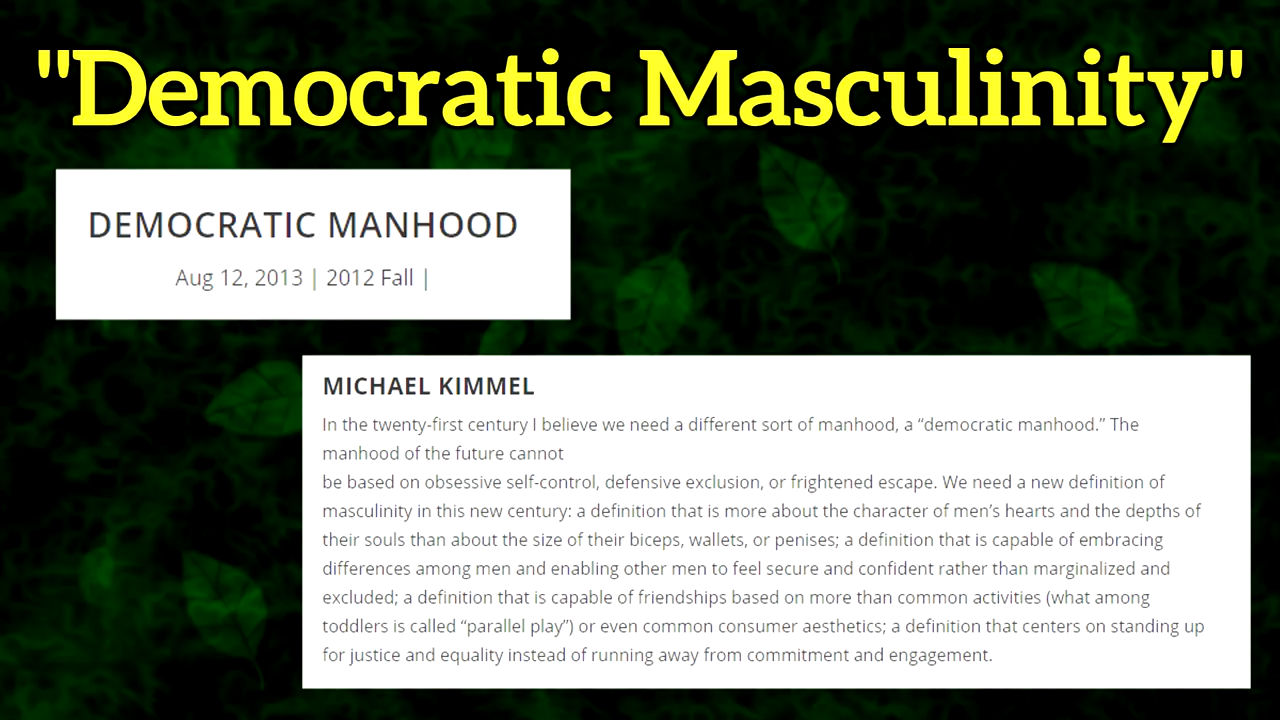 "Democratic Masculinity"
DEMOCRATIC MANHOOD
Aug 12, 2013 | 2012 Fall |
MICHAEL KIMMEL
In the twenty-first century I believe we need a different sort of manhood, a “democratic manhood.” The
manhood of the future cannot
be based on obsessive self-control, defensive exclusion, or frightened escape. We need a new definition of
masculinity in this new century: a definition that is more about the character of men’s hearts and the depths of
their souls than about the size of their biceps, wallets, or penises; a definition that is capable of embracing
differences among men and enabling other men to feel secure and confident rather than marginalized and
excluded; a definition that is capable of friendships based on more than common activities (what among
toddlers is called “parallel play”) or even common consumer aesthetics; a definition that centers on standing up
for justice and equality instead of running away from commitment and engagement.